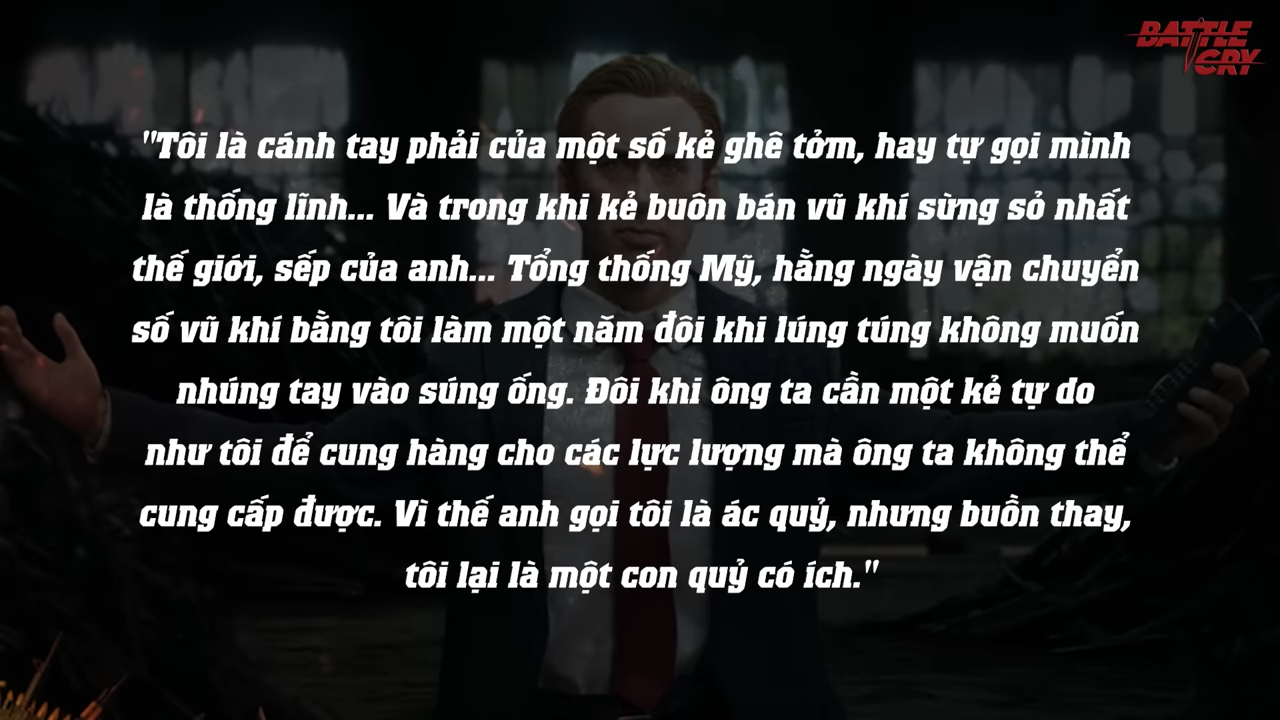 BATTLE
CRY
"Tôi là cánh tay phải của một số kẻ ghê tởm, hay tự gọi mình
là thống lĩnh... Và trong khi kẻ buôn bán vũ khí sừng sỏ nhất
thế giới, sếp của anh... Tổng thống Mỹ, hằng ngày vận chuyển
số vũ khí bằng tôi làm một năm đôi khi lúng túng không muốn
nhúng tay vào súng ống. Đôi khi ông ta cần một kẻ tự do
như tôi để cung hàng cho các lực lượng mà ông ta không thể
cung cấp được. Vì thế anh gọi tôi là ác quỷ, nhưng buồn thay,
tôi lại là một con quỷ có ích."